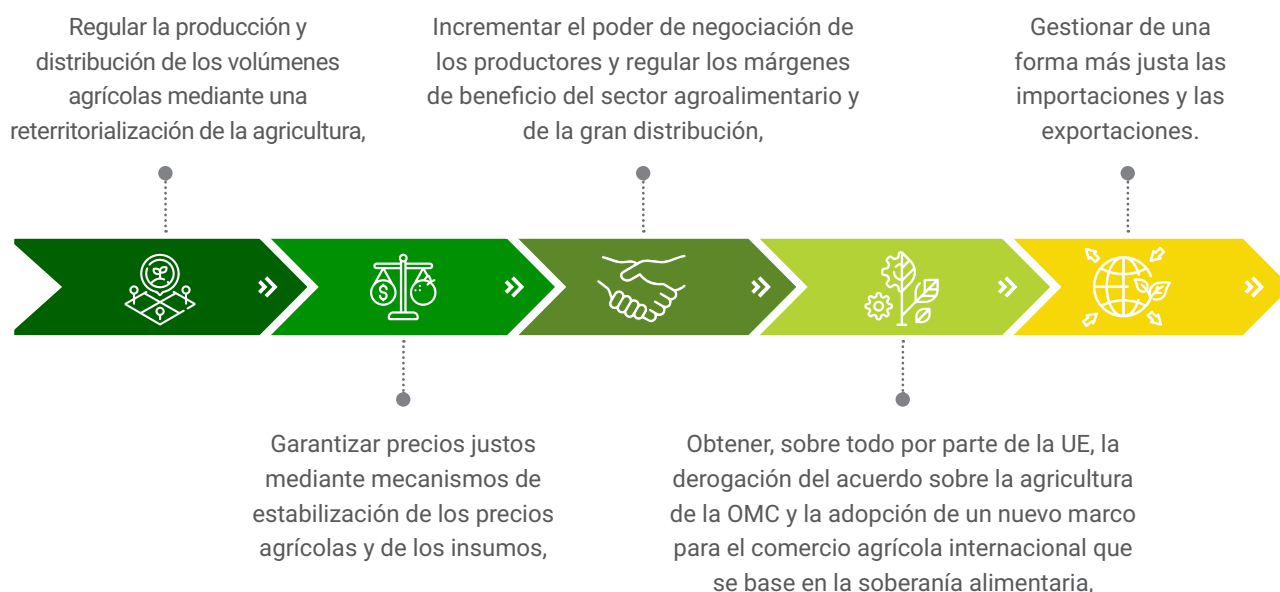 Regular la producción y
distribución de los volúmenes
agrícolas mediante una
reterritorialización de la agricultura,
Garantizar precios justos
mediante mecanismos de
estabilización de los precios
agrícolas y de los insumos,
Incrementar el poder de negociación de
los productores y regular los márgenes
de beneficio del sector agroalimentario y
de la gran distribución,
Obtener, sobre todo por parte de la UE, la
derogación del acuerdo sobre la agricultura
de la OMC y la adopción de un nuevo marco
para el comercio agrícola internacional que
se base en la soberanía alimentaria,
Gestionar de una
forma más justa las
importaciones y las
exportaciones.